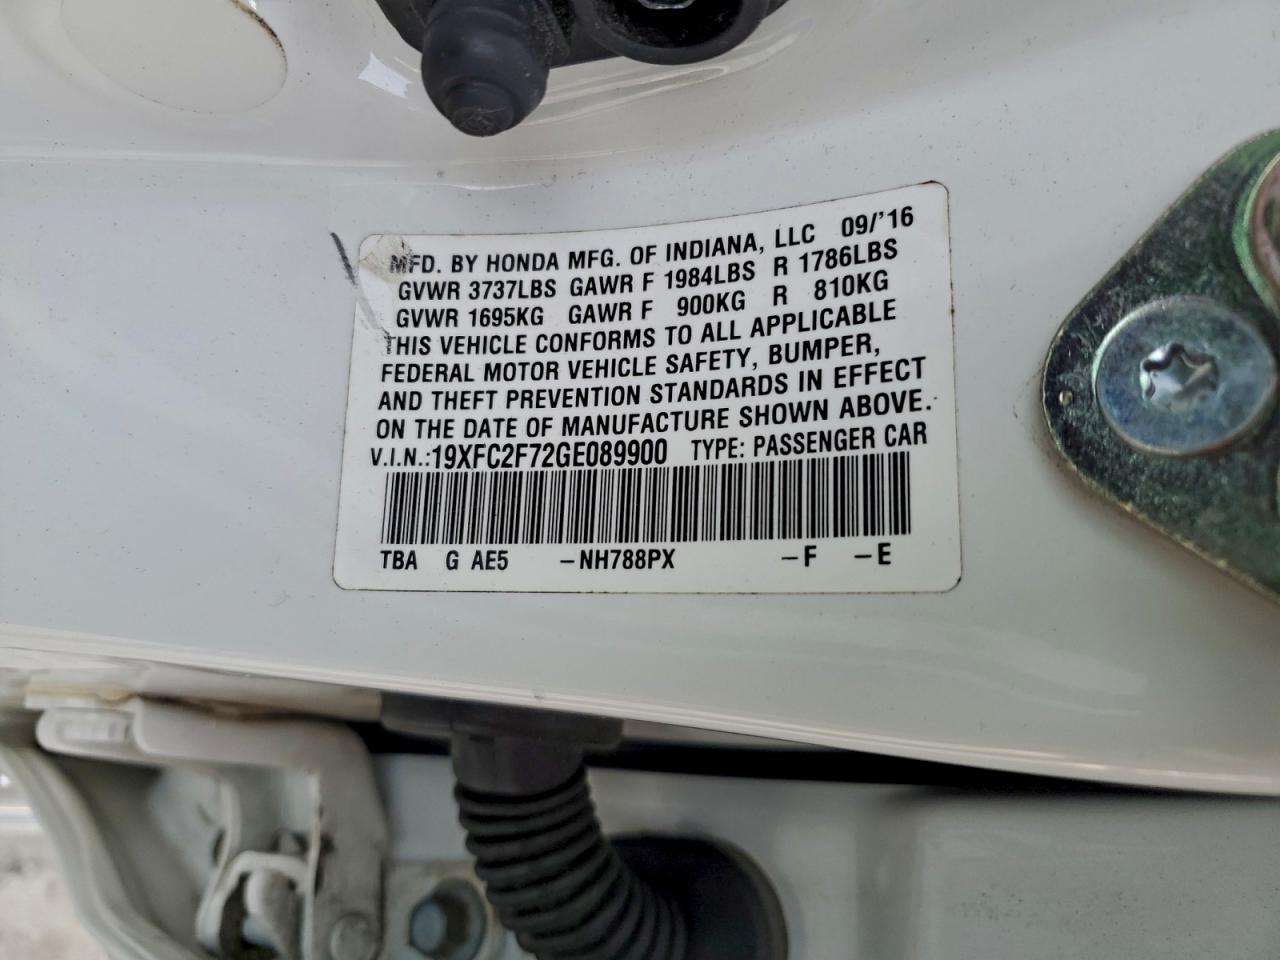 MFD. BY HONDA MFG. OF INDIANA, LLC 09/'16
GVWR 3737LBS GAWR F 1984LBS R 1786LBS
GVWR 1695KG GAWR F 900KG R 810KG
THIS VEHICLE CONFORMS TO ALL APPLICABLE
FEDERAL MOTOR VEHICLE SAFETY, BUMPER,
AND THEFT PREVENTION STANDARDS IN EFFECT
ON THE DATE OF MANUFACTURE SHOWN ABOVE.
V.I.N.:19XFC2F72GE089900 TYPE: PASSENGER CAR
TBA G AE5 –NH788PX –F –E